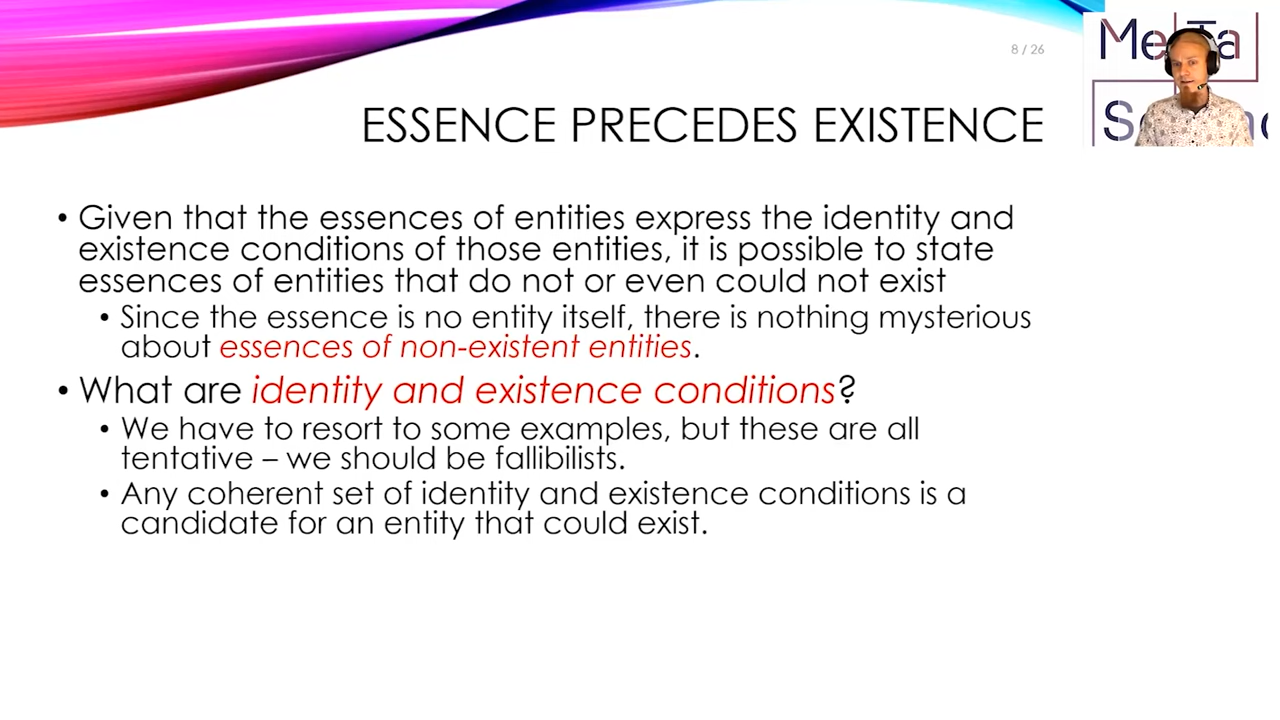 8 / 26
MeTa
ESSENCE PRECEDES EXISTENCE
• Given that the essences of entities express the identity and
existence conditions of those entities, it is possible to state
essences of entities that do not or even could not exist
• Since the essence is no entity itself, there is nothing mysterious
about essences of non-existent entities.
• What are identity and existence conditions?
• We have to resort to some examples, but these are all
tentative – we should be fallibilists.
• Any coherent set of identity and existence conditions is a
candidate for an entity that could exist.